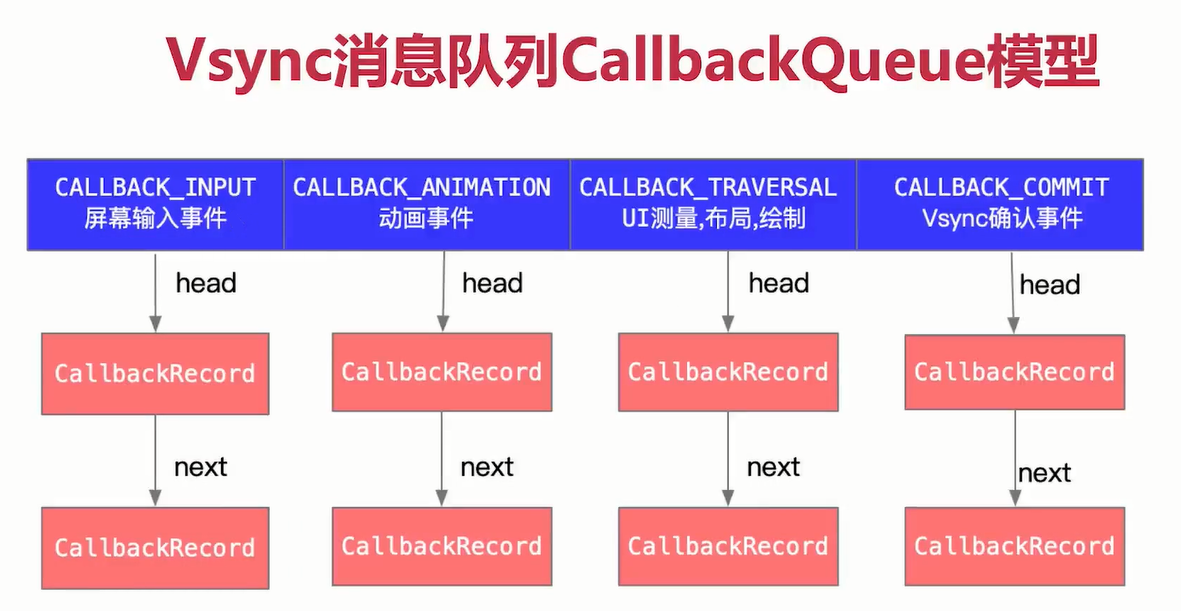 Vsync消息队列CallbackQueue模型
CALLBACK_INPUT
屏幕输入事件
CALLBACK_ANIMATION
动画事件
CALLBACK_TRAVERSAL
UI测量,布局,绘制
CALLBACK_COMMIT
Vsync确认事件
head
head
head
head
CallbackRecord
CallbackRecord
CallbackRecord
CallbackRecord
next
next
next
next
CallbackRecord
CallbackRecord
CallbackRecord
CallbackRecord